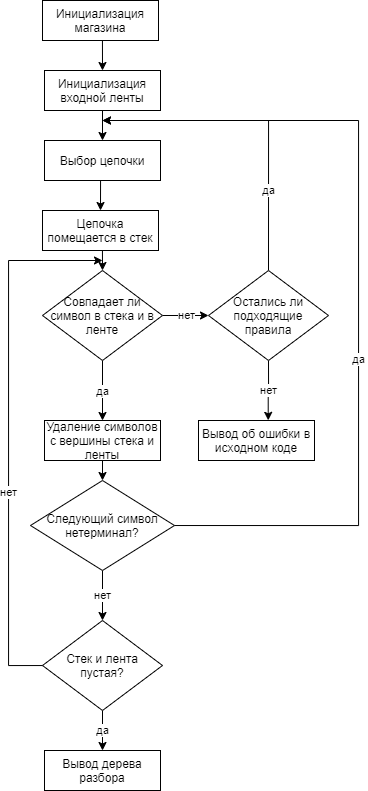 Инициализация
магазина
Инициализация
входной ленты
Выбор цепочки
Цепочка
помещается в стек
Совпадает ли
символ в стека и в
ленте
нет
Остались ли
подходящие
правила
да
да
нет
да
Удаление символов
с вершины стека и
ленты
Вывод об ошибки в
исходном коде
нет
Следующий символ
нетерминал?
нет
Стек и лента
пустая?
да
Вывод дерева
разбора